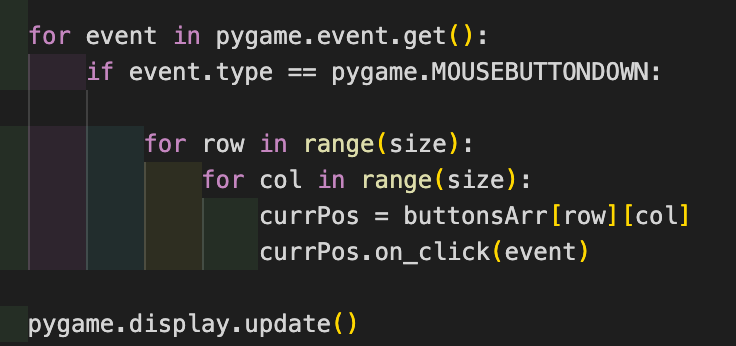 for event in pygame.event.get():
    if event.type == pygame.MOUSEBUTTONDOWN:
        for row in range(size):
            for col in range(size):
                currPos = buttonsArr[row][col]
                currPos.on_click(event)
pygame.display.update()